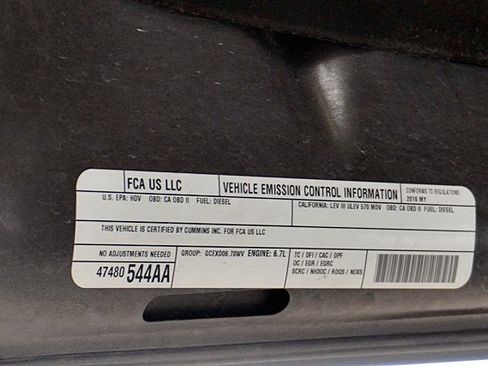 FCA US LLC VEHICLE EMISSION CONTROL INFORMATION CONFORMS TO REGULATIONS:
2016 MY
U.S. EPA: HDV OBD: CA OBD II FUEL: DIESEL CALIFORNIA: LEV III ULEV 570 MDV OBD: CA OBD II FUEL: DIESEL
THIS VEHICLE IS CERTIFIED BY CUMMINS INC. FOR FCA US LLC
NO ADJUSTMENTS NEEDED GROUP: GCEXD06.78WV ENGINE: 6.7L TC / DFI / CAC / DPF
OC / EGR / EGRC
47480 544AA SCRC / NH3OC / RDQS / NOXS